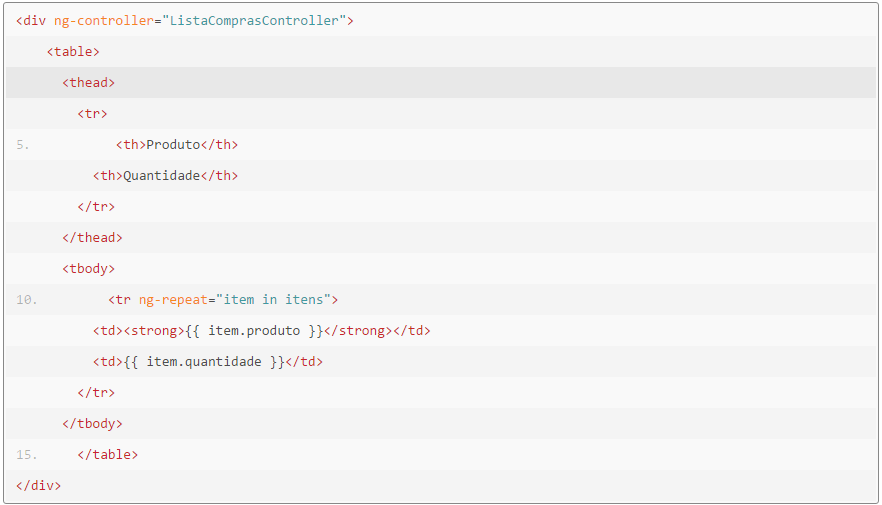 <div ng-controller="ListaComprasController">
    <table>
      <thead>
        <tr>
5.           <th>Produto</th>
          <th>Quantidade</th>
        </tr>
      </thead>
      <tbody>
10.         <tr ng-repeat="item in itens">
          <td><strong>{{ item.produto }}</strong></td>
          <td>{{ item.quantidade }}</td>
        </tr>
      </tbody>
15.     </table>
</div>